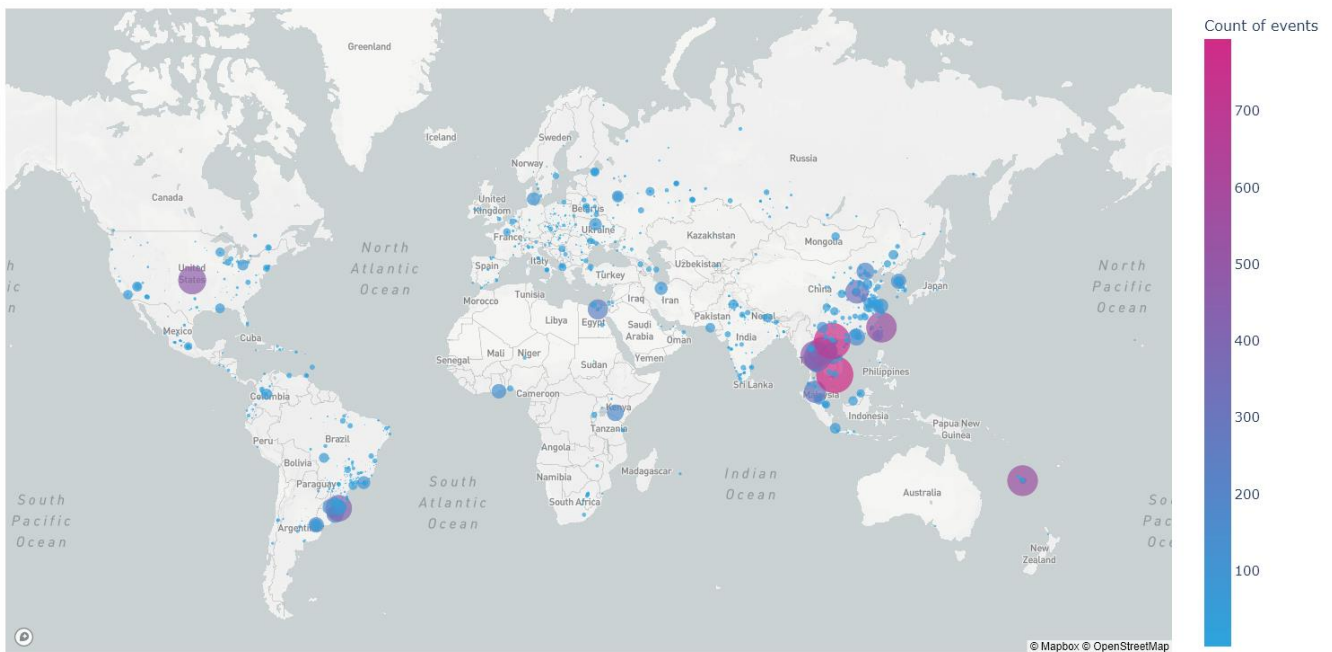 Count of events
700
600
500
400
300
200
100
Greenland
Iceland
Sweden
Norway
Russia
Canada
United
Kingdom
Belarus
Ukraine
France
Kazakhstan
Mongolia
North
Atlantic
Ocean
United
States
Spain
Italy
Turkey
Uzbekistan
China
Japan
North
Pacific
Ocean
Morocco
Tunisia
Iraq
Iran
Pakistan
Nepal
Mexico
Cuba
Libya
Egypt
Saudi
Arabia
Oman
India
Senegal
Mali
Niger
Sudan
Yemen
Philippines
Sri Lanka
Colombia
Cameroon
Kenya
Indonesia
Peru
Brazil
Tanzania
Papua New
Guinea
Bolivia
Angola
Paraguay
South
Atlantic
Ocean
Namibia
Madagascar
Indian
Ocean
Australia
South
Pacific
Ocean
South Africa
New
Zealand
© Mapbox © OpenStreetMap